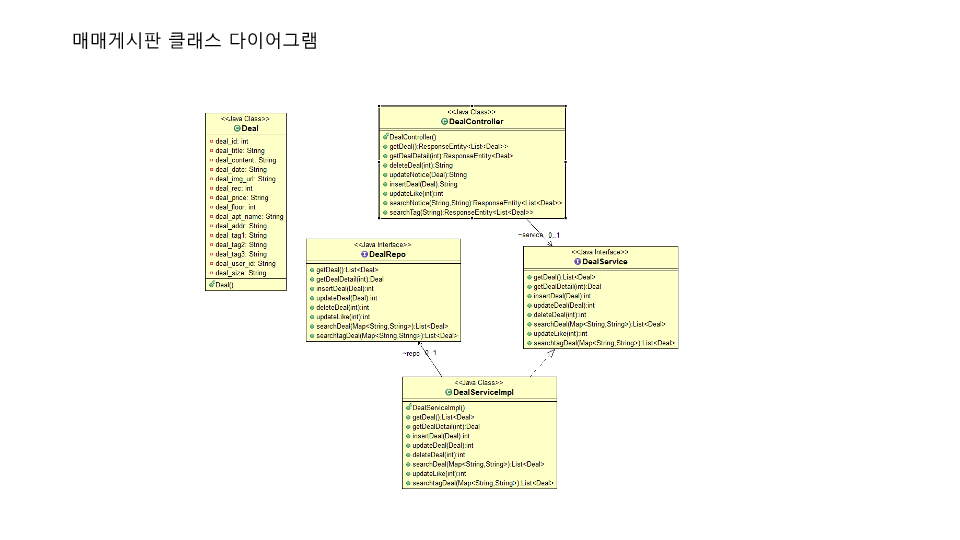 매매게시판 클래스 다이어그램
<<Java Class>>
Deal
deal_id: int
deal_title: String
deal_content: String
deal_date: String
deal_img_url: String
deal_rec: int
deal_price: String
deal_floor: int
deal_apt_name: String
deal_addr: String
deal_tag1: String
deal_tag2: String
deal_tag3: String
deal_user_id: String
deal_size: String
Deal()
<<Java Class>>
DealController
DealController()
getDeal():ResponseEntity<List<Deal>>
getDealDetail(int):ResponseEntity<Deal>
deleteDeal(int):String
updateNotice(Deal):String
insertDeal(Deal):String
updateLike(int):int
searchNotice(String,String):ResponseEntity<List<Deal>>
searchTag(String):ResponseEntity<List<Deal>>
~service 0..1
<<Java Interface>>
DealRepo
getDeal():List<Deal>
getDealDetail(int):Deal
insertDeal(Deal):int
updateDeal(Deal):int
deleteDeal(int):int
updateLike(int):int
searchDeal(Map<String,String>):List<Deal>
searchtagDeal(Map<String,String>):List<Deal>
<<Java Interface>>
DealService
getDeal():List<Deal>
getDealDetail(int):Deal
insertDeal(Deal):int
updateDeal(Deal):int
deleteDeal(int):int
searchDeal(Map<String,String>):List<Deal>
updateLike(int):int
searchtagDeal(Map<String,String>):List<Deal>
~repo 0..1
<<Java Class>>
DealServiceImpl
DealServiceImpl()
getDeal():List<Deal>
getDealDetail(int):Deal
insertDeal(Deal):int
updateDeal(Deal):int
deleteDeal(int):int
searchDeal(Map<String,String>):List<Deal>
updateLike(int):int
searchtagDeal(Map<String,String>):List<Deal>